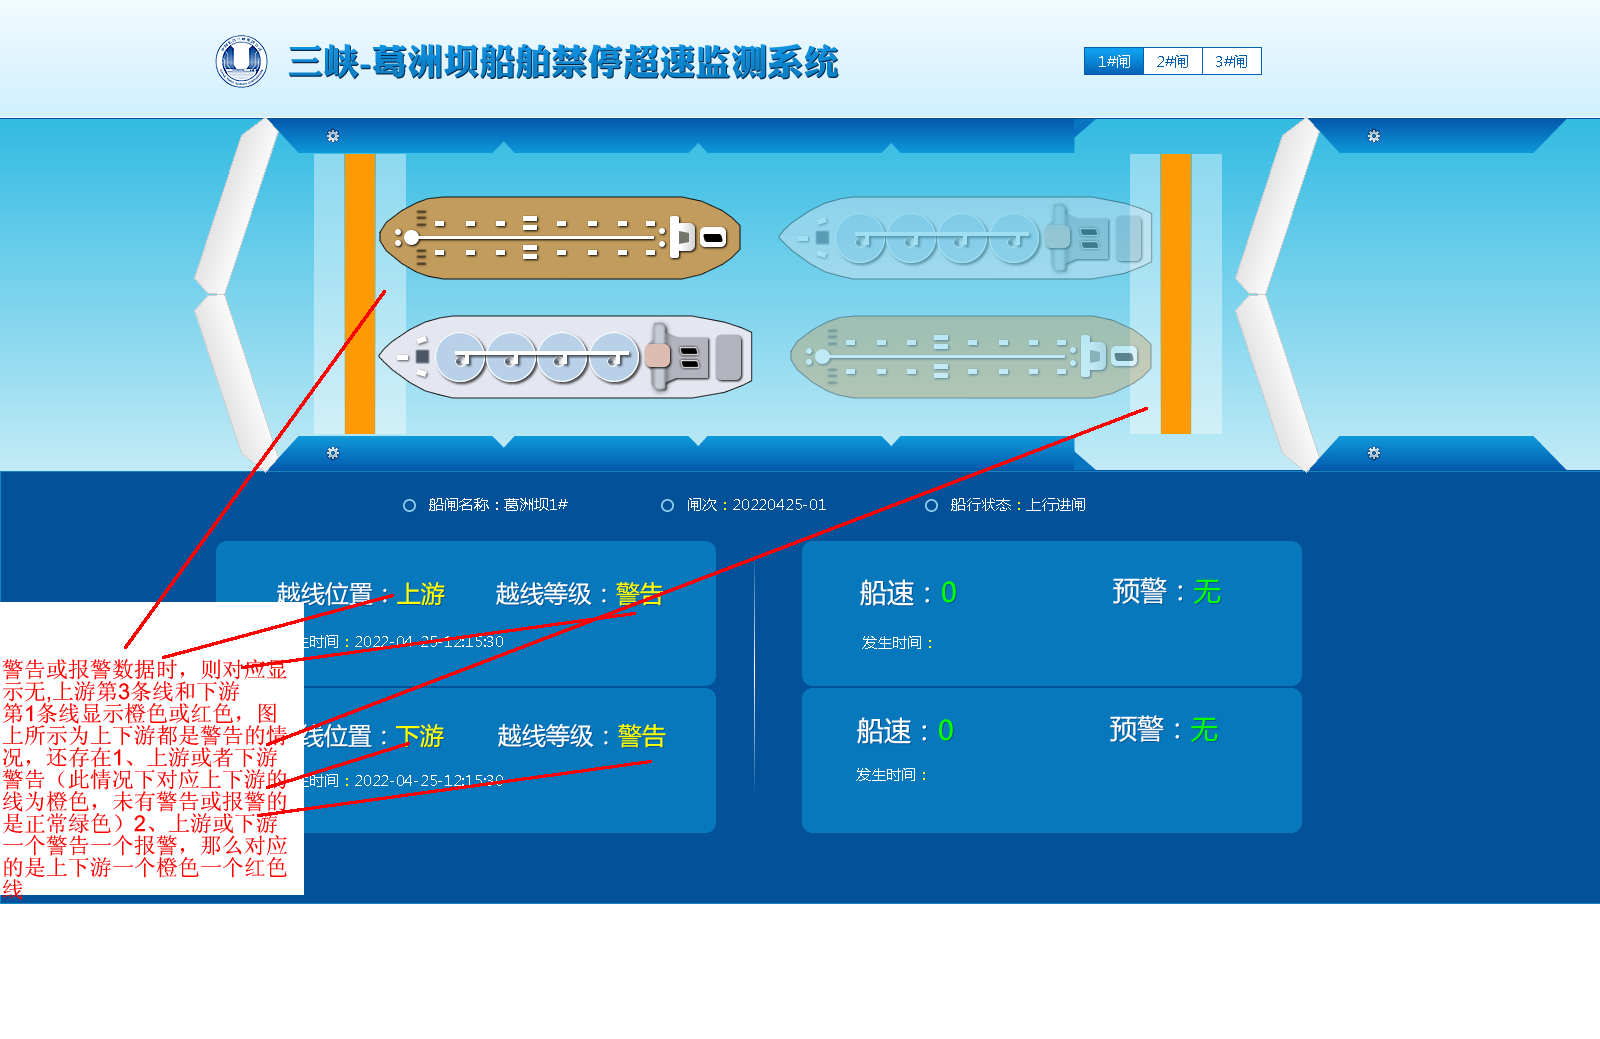 三峡-葛洲坝船舶禁停超速监测系统
1#闸 2#闸 3#闸
船闸名称：葛洲坝1# 闸次：20220425-01 船行状态：上行进闸
越线位置：上游 越线等级：警告
生时间：2022-04-25-12:15:30
船速：0 预警：无
发生时间：
线位置：下游 越线等级：警告
生时间：2022-04-25-12:15:30
船速：0 预警：无
发生时间：
警告或报警数据时，则对应显
示无,上游第3条线和下游
第1条线显示橙色或红色，图
上所示为上下游都是警告的情
况，还存在1、上游或者下游
警告（此情况下对应上下游的
线为橙色，未有警告或报警的
是正常绿色）2、上游或下游
一个警告一个报警，那么对应
的是上下游一个橙色一个红色
线